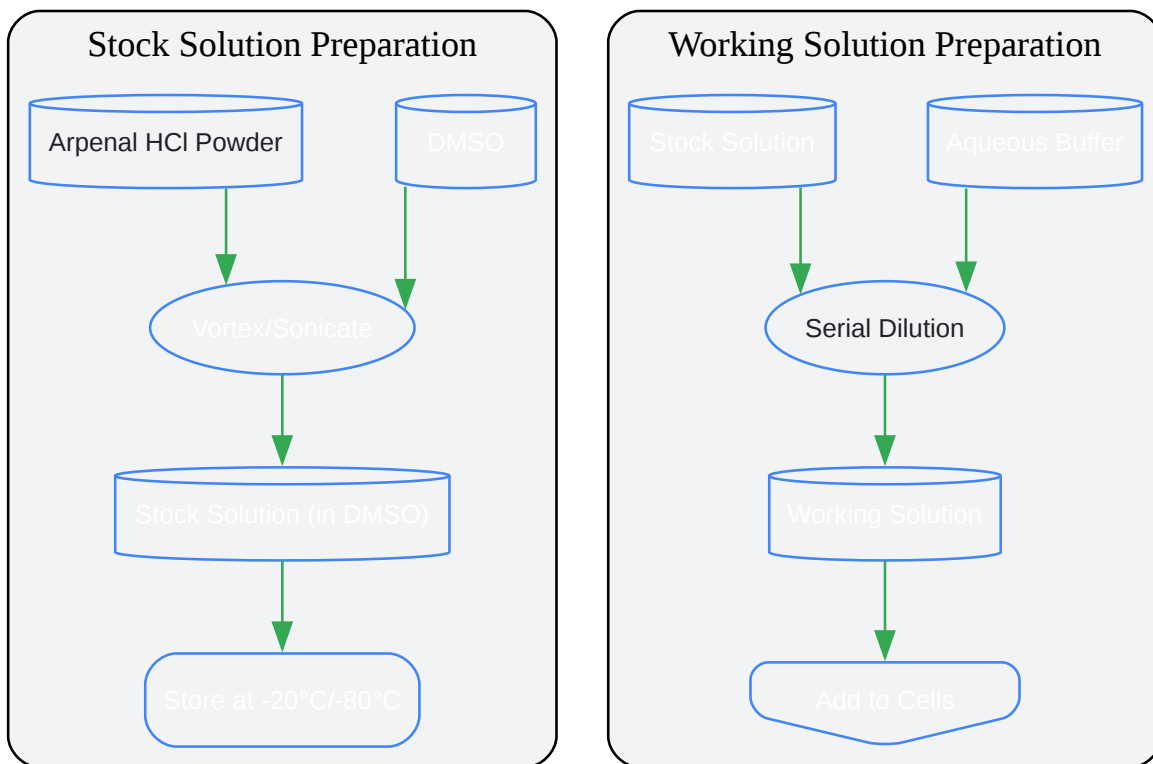 Stock Solution Preparation
Arpenal HCl Powder
DMSO
Vortex/Sonicate
Stock Solution (in DMSO)
Store at -20°C/-80°C
Working Solution Preparation
Stock Solution
Aqueous Buffer
Serial Dilution
Working Solution
Add to Cells